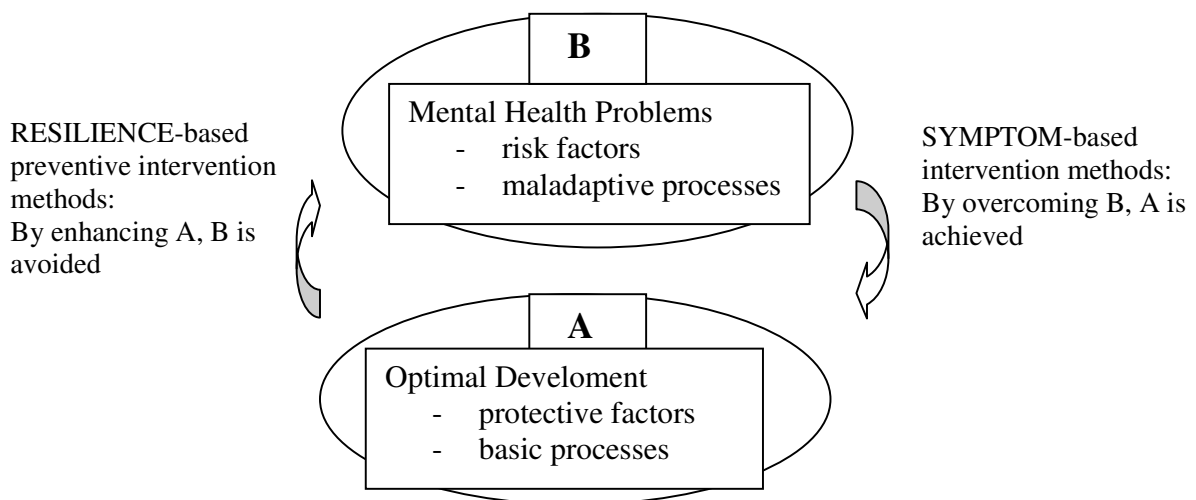 B
Mental Health Problems
- risk factors
- maladaptive processes
RESILIENCE-based
preventive intervention
methods:
By enhancing A, B is
avoided
SYMPTOM-based
intervention methods:
By overcoming B, A is
achieved
A
Optimal Develoment
- protective factors
- basic processes